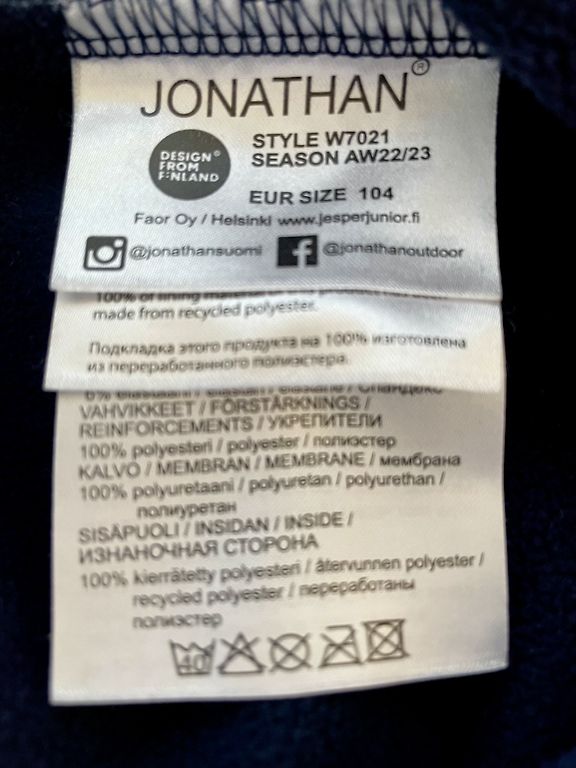 JONATHAN®
DESIGN®
FROM
FINLAND
STYLE W7021
SEASON AW22/23
EUR SIZE 104
Faor Oy / Helsinki www.jesperjunior.fi
@jonathansuomi
@jonathanoutdoor
100% of lining
made from recycled polyester.
Подкладка этого продукта на 100% изготовлена
из переработанного полиэстера.
VAHVIKKEET / FÖRSTÄRKNINGS /
REINFORCEMENTS / УКРЕПИТЕЛИ
100% polyesteri / polyester / полиэстер
KALVO / MEMBRAN / MEMBRANE / мембрана
100% polyuretaani / polyuretan / polyurethan /
полиуретан
SISÄPUOLI / INSIDAN / INSIDE /
ИЗНАНОЧНАЯ СТОРОНА
100% kierrätetty polyesteri / återvunnen polyester /
recycled polyester / переработаны
полиэстер
40